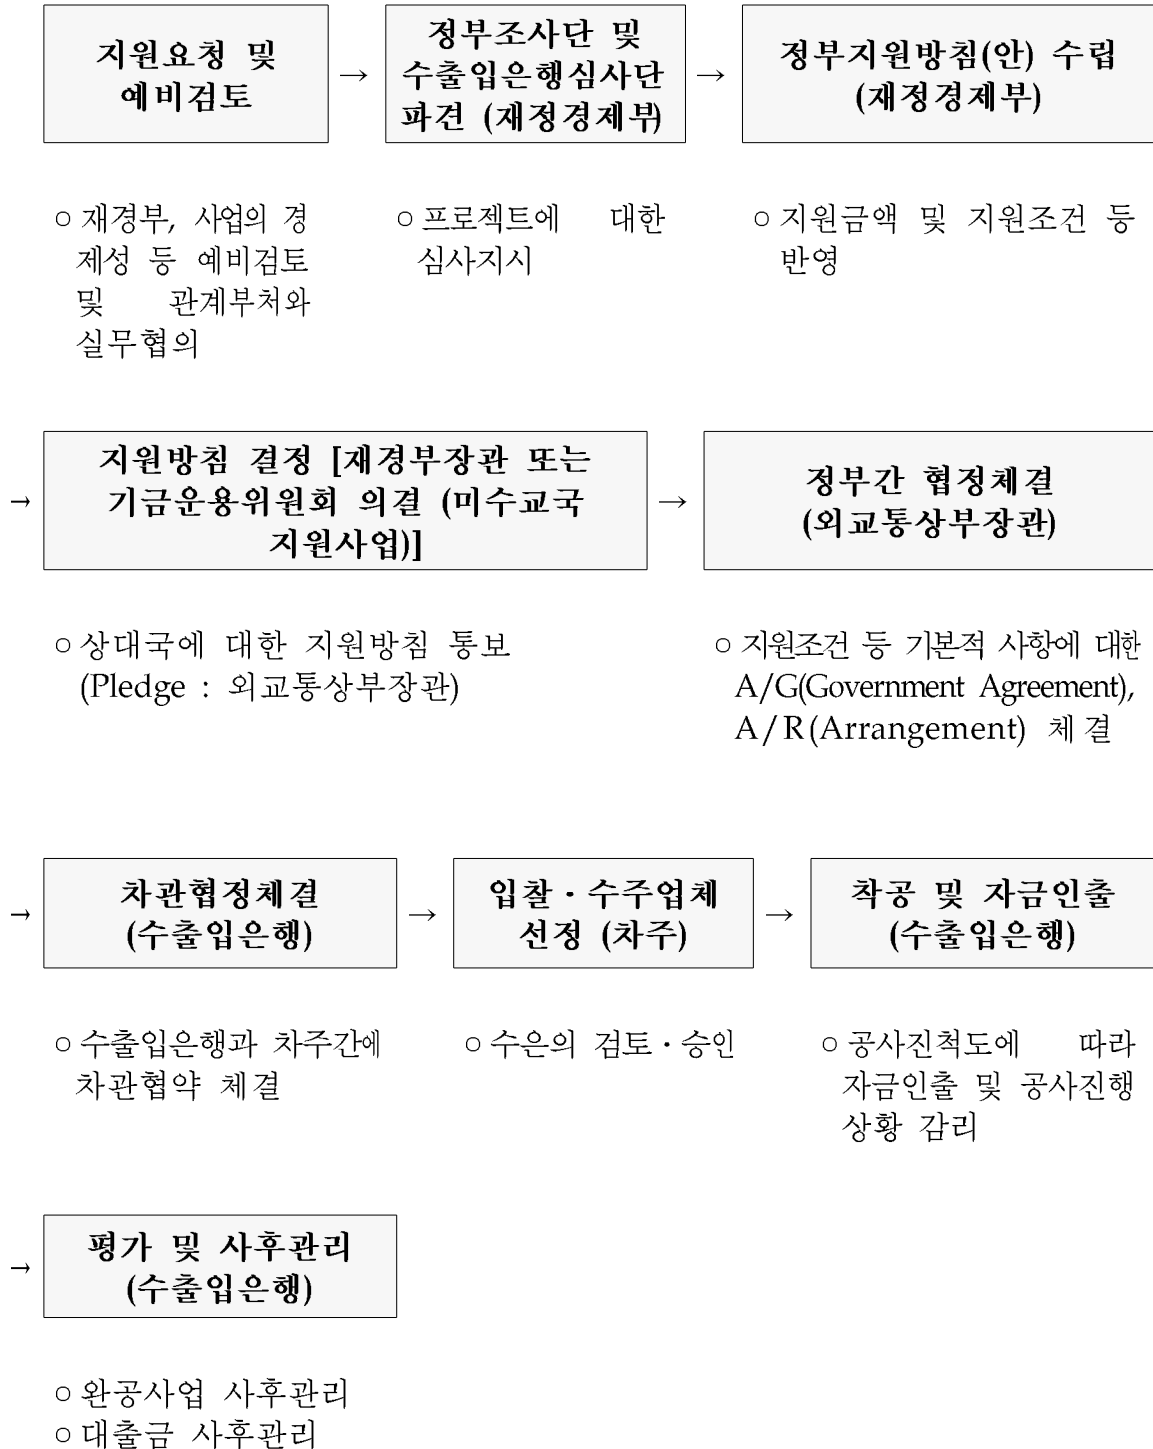 지원요청 및
예비검토
→
정부조사단 및
수출입은행심사단
파견 (재정경제부)
→
정부지원방침(안) 수립
(재정경제부)
○ 재경부, 사업의 경
제성 등 예비검토
및 관계부처와
실무협의
○ 프로젝트에 대한
심사지시
○ 지원금액 및 지원조건 등
반영
→
지원방침 결정 [재경부장관 또는
기금운용위원회 의결 (미수교국
지원사업)]
→
정부간 협정체결
(외교통상부장관)
○ 상대국에 대한 지원방침 통보
(Pledge : 외교통상부장관)
○ 지원조건 등 기본적 사항에 대한
A/G(Government Agreement),
A/R(Arrangement) 체결
→
차관협정체결
(수출입은행)
→
입찰·수주업체
선정 (차주)
→
착공 및 자금인출
(수출입은행)
○ 수출입은행과 차주간에
차관협약 체결
○ 수은의 검토·승인
○ 공사진척도에 따라
자금인출 및 공사진행
상황 감리
→
평가 및 사후관리
(수출입은행)
○ 완공사업 사후관리
○ 대출금 사후관리